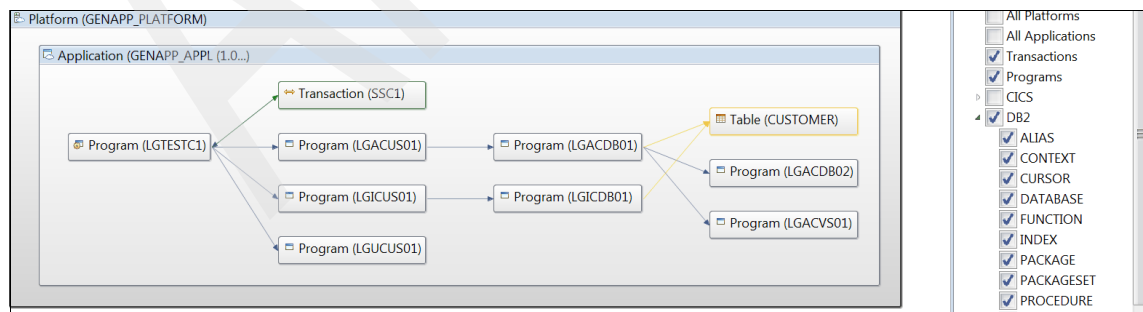 Platform (GENAPP_PLATFORM)
Application (GENAPP_APPL (1.0...)
Transaction (SSC1)
Table (CUSTOMER)
Program (LGTESTC1)
Program (LGACUS01)
Program (LGACDB01)
Program (LGACDB02)
Program (LGICUS01)
Program (LGICDB01)
Program (LGACVS01)
Program (LGUCUS01)
All Platforms
All Applications
Transactions
Programs
CICS
DB2
ALIAS
CONTEXT
CURSOR
DATABASE
FUNCTION
INDEX
PACKAGE
PACKAGESET
PROCEDURE